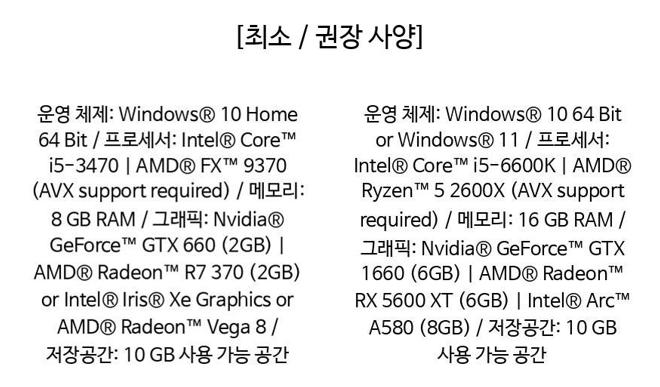 [최소 / 권장 사양]
운영 체제: Windows® 10 Home
64 Bit / 프로세서: Intel® Core™
i5-3470 | AMD® FX™ 9370
(AVX support required) / 메모리:
8 GB RAM / 그래픽: Nvidia®
GeForce™ GTX 660 (2GB) |
AMD® Radeon™ R7 370 (2GB)
or Intel® Iris® Xe Graphics or
AMD® Radeon™ Vega 8 /
저장공간: 10 GB 사용 가능 공간
운영 체제: Windows® 10 64 Bit
or Windows® 11 / 프로세서:
Intel® Core™ i5-6600K | AMD®
Ryzen™ 5 2600X (AVX support
required) / 메모리: 16 GB RAM /
그래픽: Nvidia® GeForce™ GTX
1660 (6GB) | AMD® Radeon™
RX 5600 XT (6GB) | Intel® Arc™
A580 (8GB) / 저장공간: 10 GB
사용 가능 공간